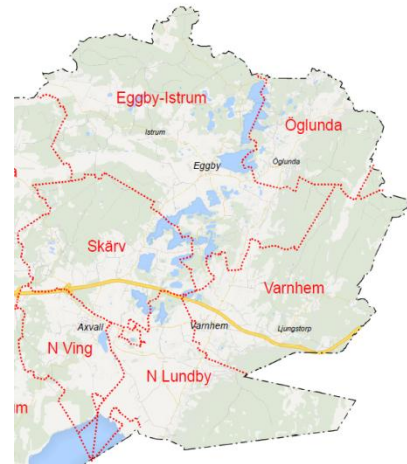 Eggby-Istrum
Istrum
Öglunda
Eggby
Öglunda
a
Skärv
Varnhem
Axvall
Varnhem
Ljungstorp
N Ving
N Lundby
m